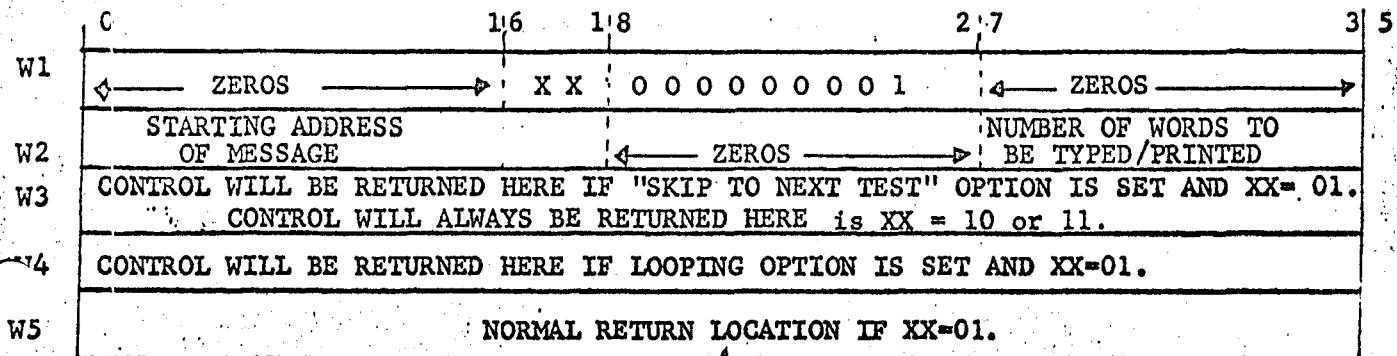 0 16 18 27 35
W1 ZEROS X X 0 0 0 0 0 0 0 0 1 ZEROS
STARTING ADDRESS NUMBER OF WORDS TO
W2 OF MESSAGE ZEROS BE TYPED/PRINTED
W3 CONTROL WILL BE RETURNED HERE IF "SKIP TO NEXT TEST" OPTION IS SET AND XX= 01.
CONTROL WILL ALWAYS BE RETURNED HERE is XX = 10 or 11.
W4 CONTROL WILL BE RETURNED HERE IF LOOPING OPTION IS SET AND XX=01.
W5 NORMAL RETURN LOCATION IF XX=01.